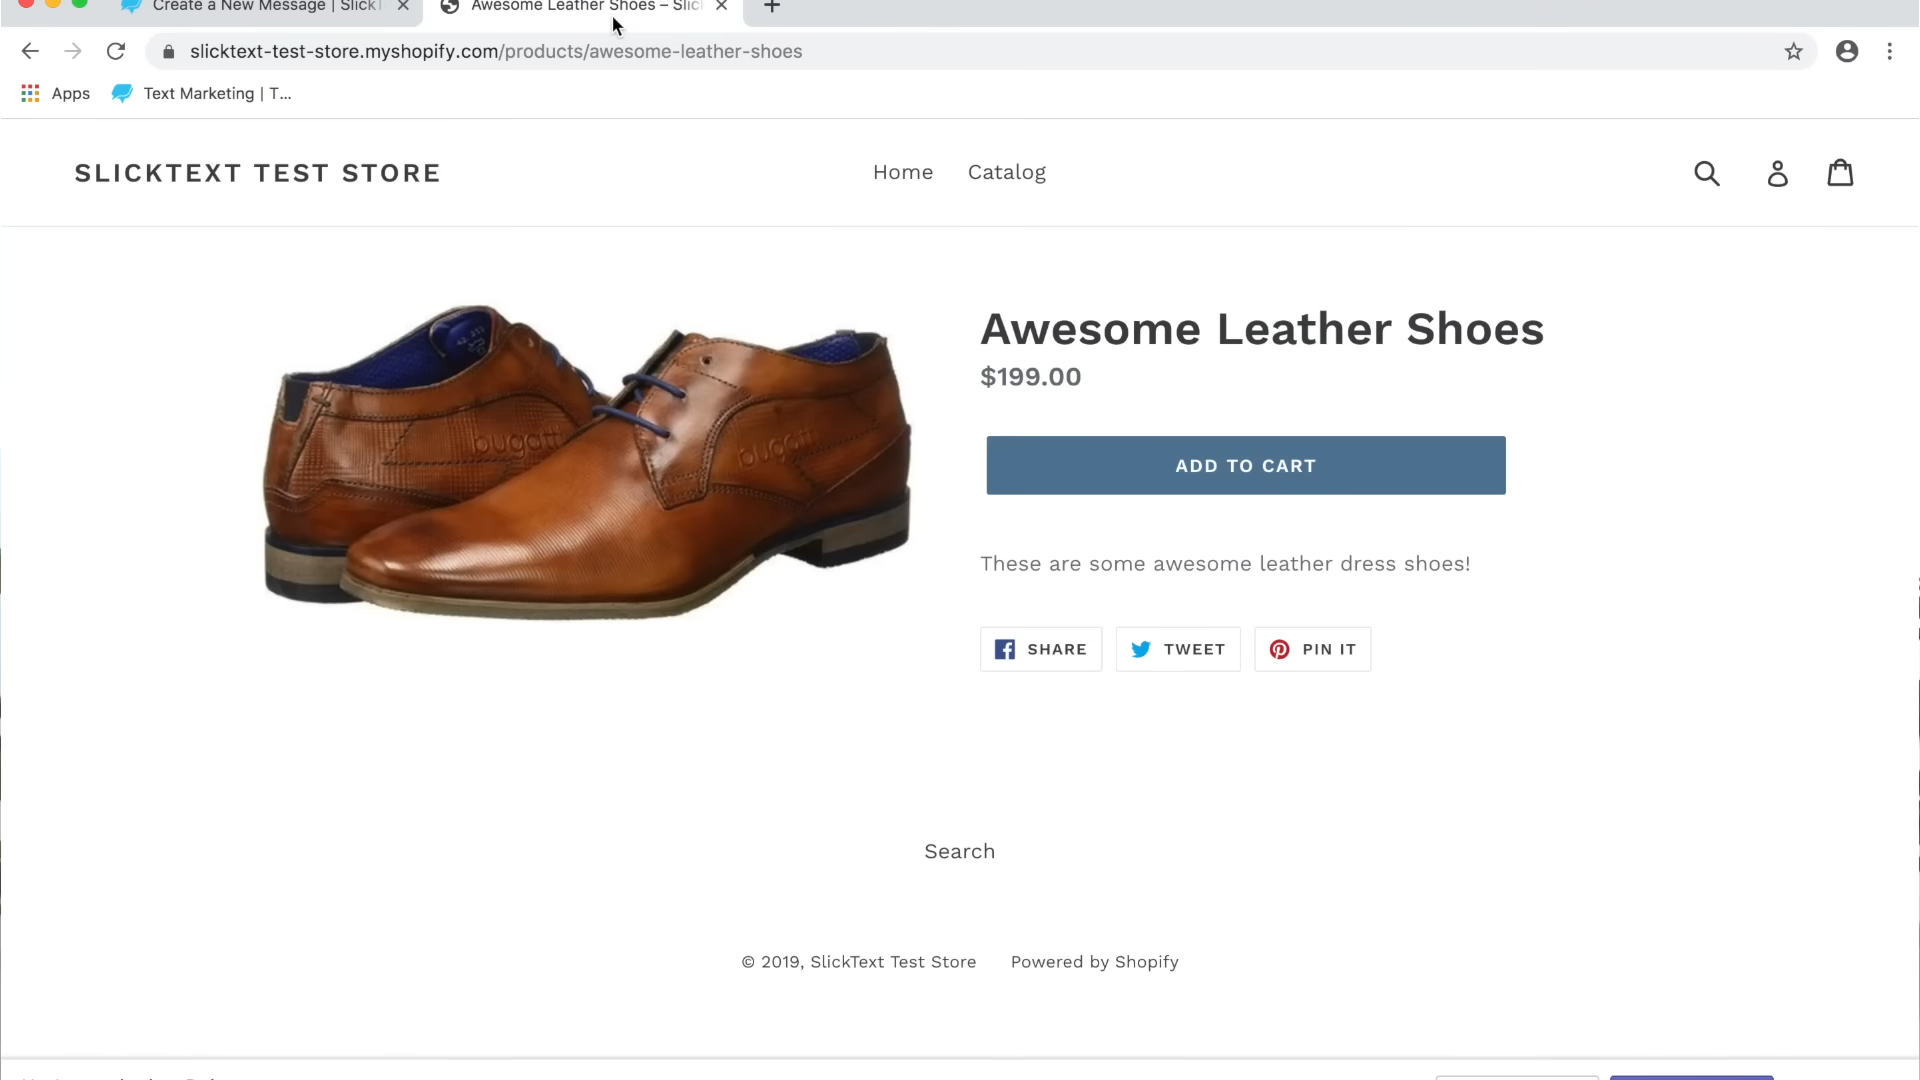 Create a New Message | Slick
Awesome Leather Shoes – Slic
slicktext-test-store.myshopify.com/products/awesome-leather-shoes
Apps
Text Marketing | T...
SLICKTEXT TEST STORE
Home
Catalog
bugatti
bugatti
Awesome Leather Shoes
$199.00
ADD TO CART
These are some awesome leather dress shoes!
SHARE
TWEET
PIN IT
Search
© 2019, SlickText Test Store
Powered by Shopify